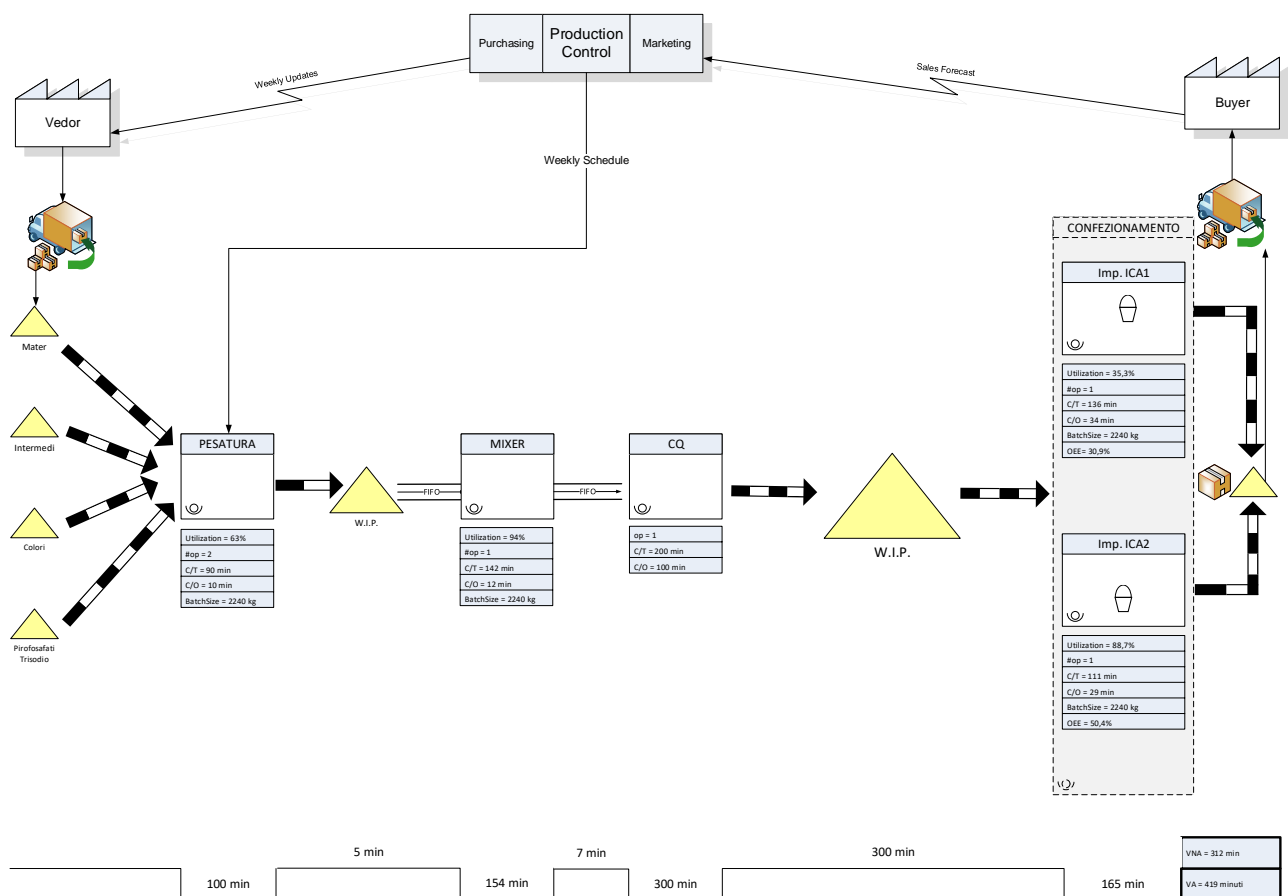 Purchasing
Production
Control
Marketing
Weekly Updates
Sales Forecast
Vedor
Buyer
Weekly Schedule
CONFEZIONAMENTO
Imp. ICA1
Utilization = 35,3%
#op = 1
C/T = 136 min
C/O = 34 min
BatchSize = 2240 kg
OEE= 30,9%
Mater
Intermedi
Colori
Pirofosafati
Trisodio
PESATURA
Utilization = 63%
#op = 2
C/T = 90 min
C/O = 10 min
BatchSize = 2240 kg
W.I.P.
FIFO
MIXER
Utilization = 94%
#op = 1
C/T = 142 min
C/O = 12 min
BatchSize = 2240 kg
FIFO
CQ
op = 1
C/T = 200 min
C/O = 100 min
W.I.P.
Imp. ICA2
Utilization = 88,7%
#op = 1
C/T = 111 min
C/O = 29 min
BatchSize = 2240 kg
OEE = 50,4%
5 min
7 min
300 min
VNA = 312 min
100 min
154 min
300 min
165 min
VA = 419 minuti